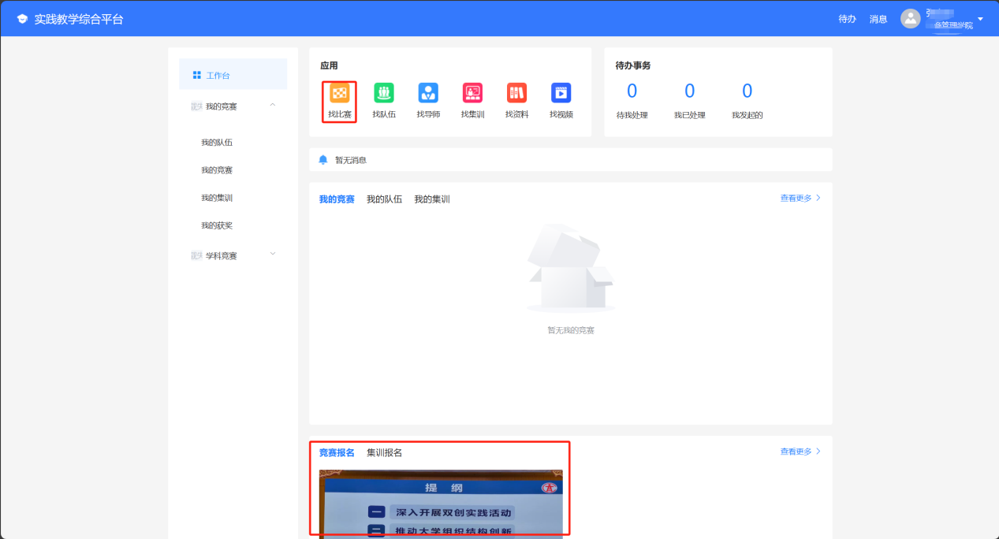 实践教学综合平台
待办 消息
管理学院
工作台
我的竞赛
我的队伍
我的竞赛
我的集训
我的获奖
学科竞赛
应用
找比赛 找队伍 找导师 找集训 找资料 找视频
待办事务
0 0 0
待我处理 我已处理 我发起的
暂无消息
我的竞赛 我的队伍 我的集训 查看更多
暂无我的竞赛
竞赛报名 集训报名 查看更多
提 纲
一 深入开展双创实践活动
二 推动大学组织结构创新